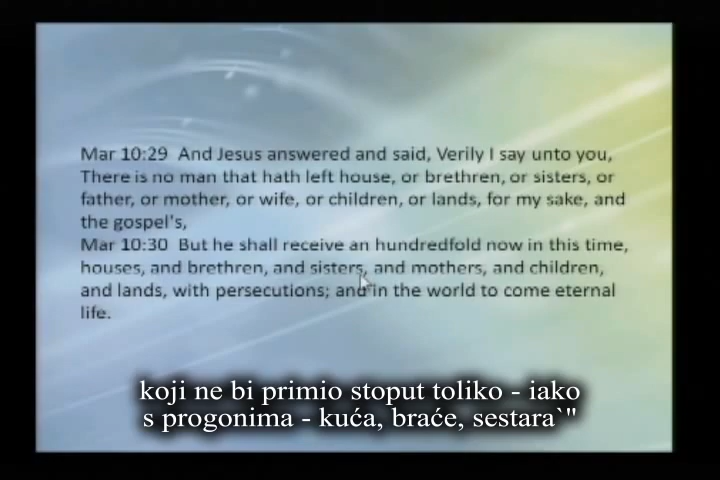 Mar 10:29  And Jesus answered and said, Verily I say unto you,
There is no man that hath left house, or brethren, or sisters, or
father, or mother, or wife, or children, or lands, for my sake, and
the gospel's,
Mar 10:30  But he shall receive an hundredfold now in this time,
houses, and brethren, and sisters, and mothers, and children,
and lands, with persecutions; and in the world to come eternal
life.
koji ne bi primio stoput toliko - iako
s progonima - kuća, braće, sestara`"